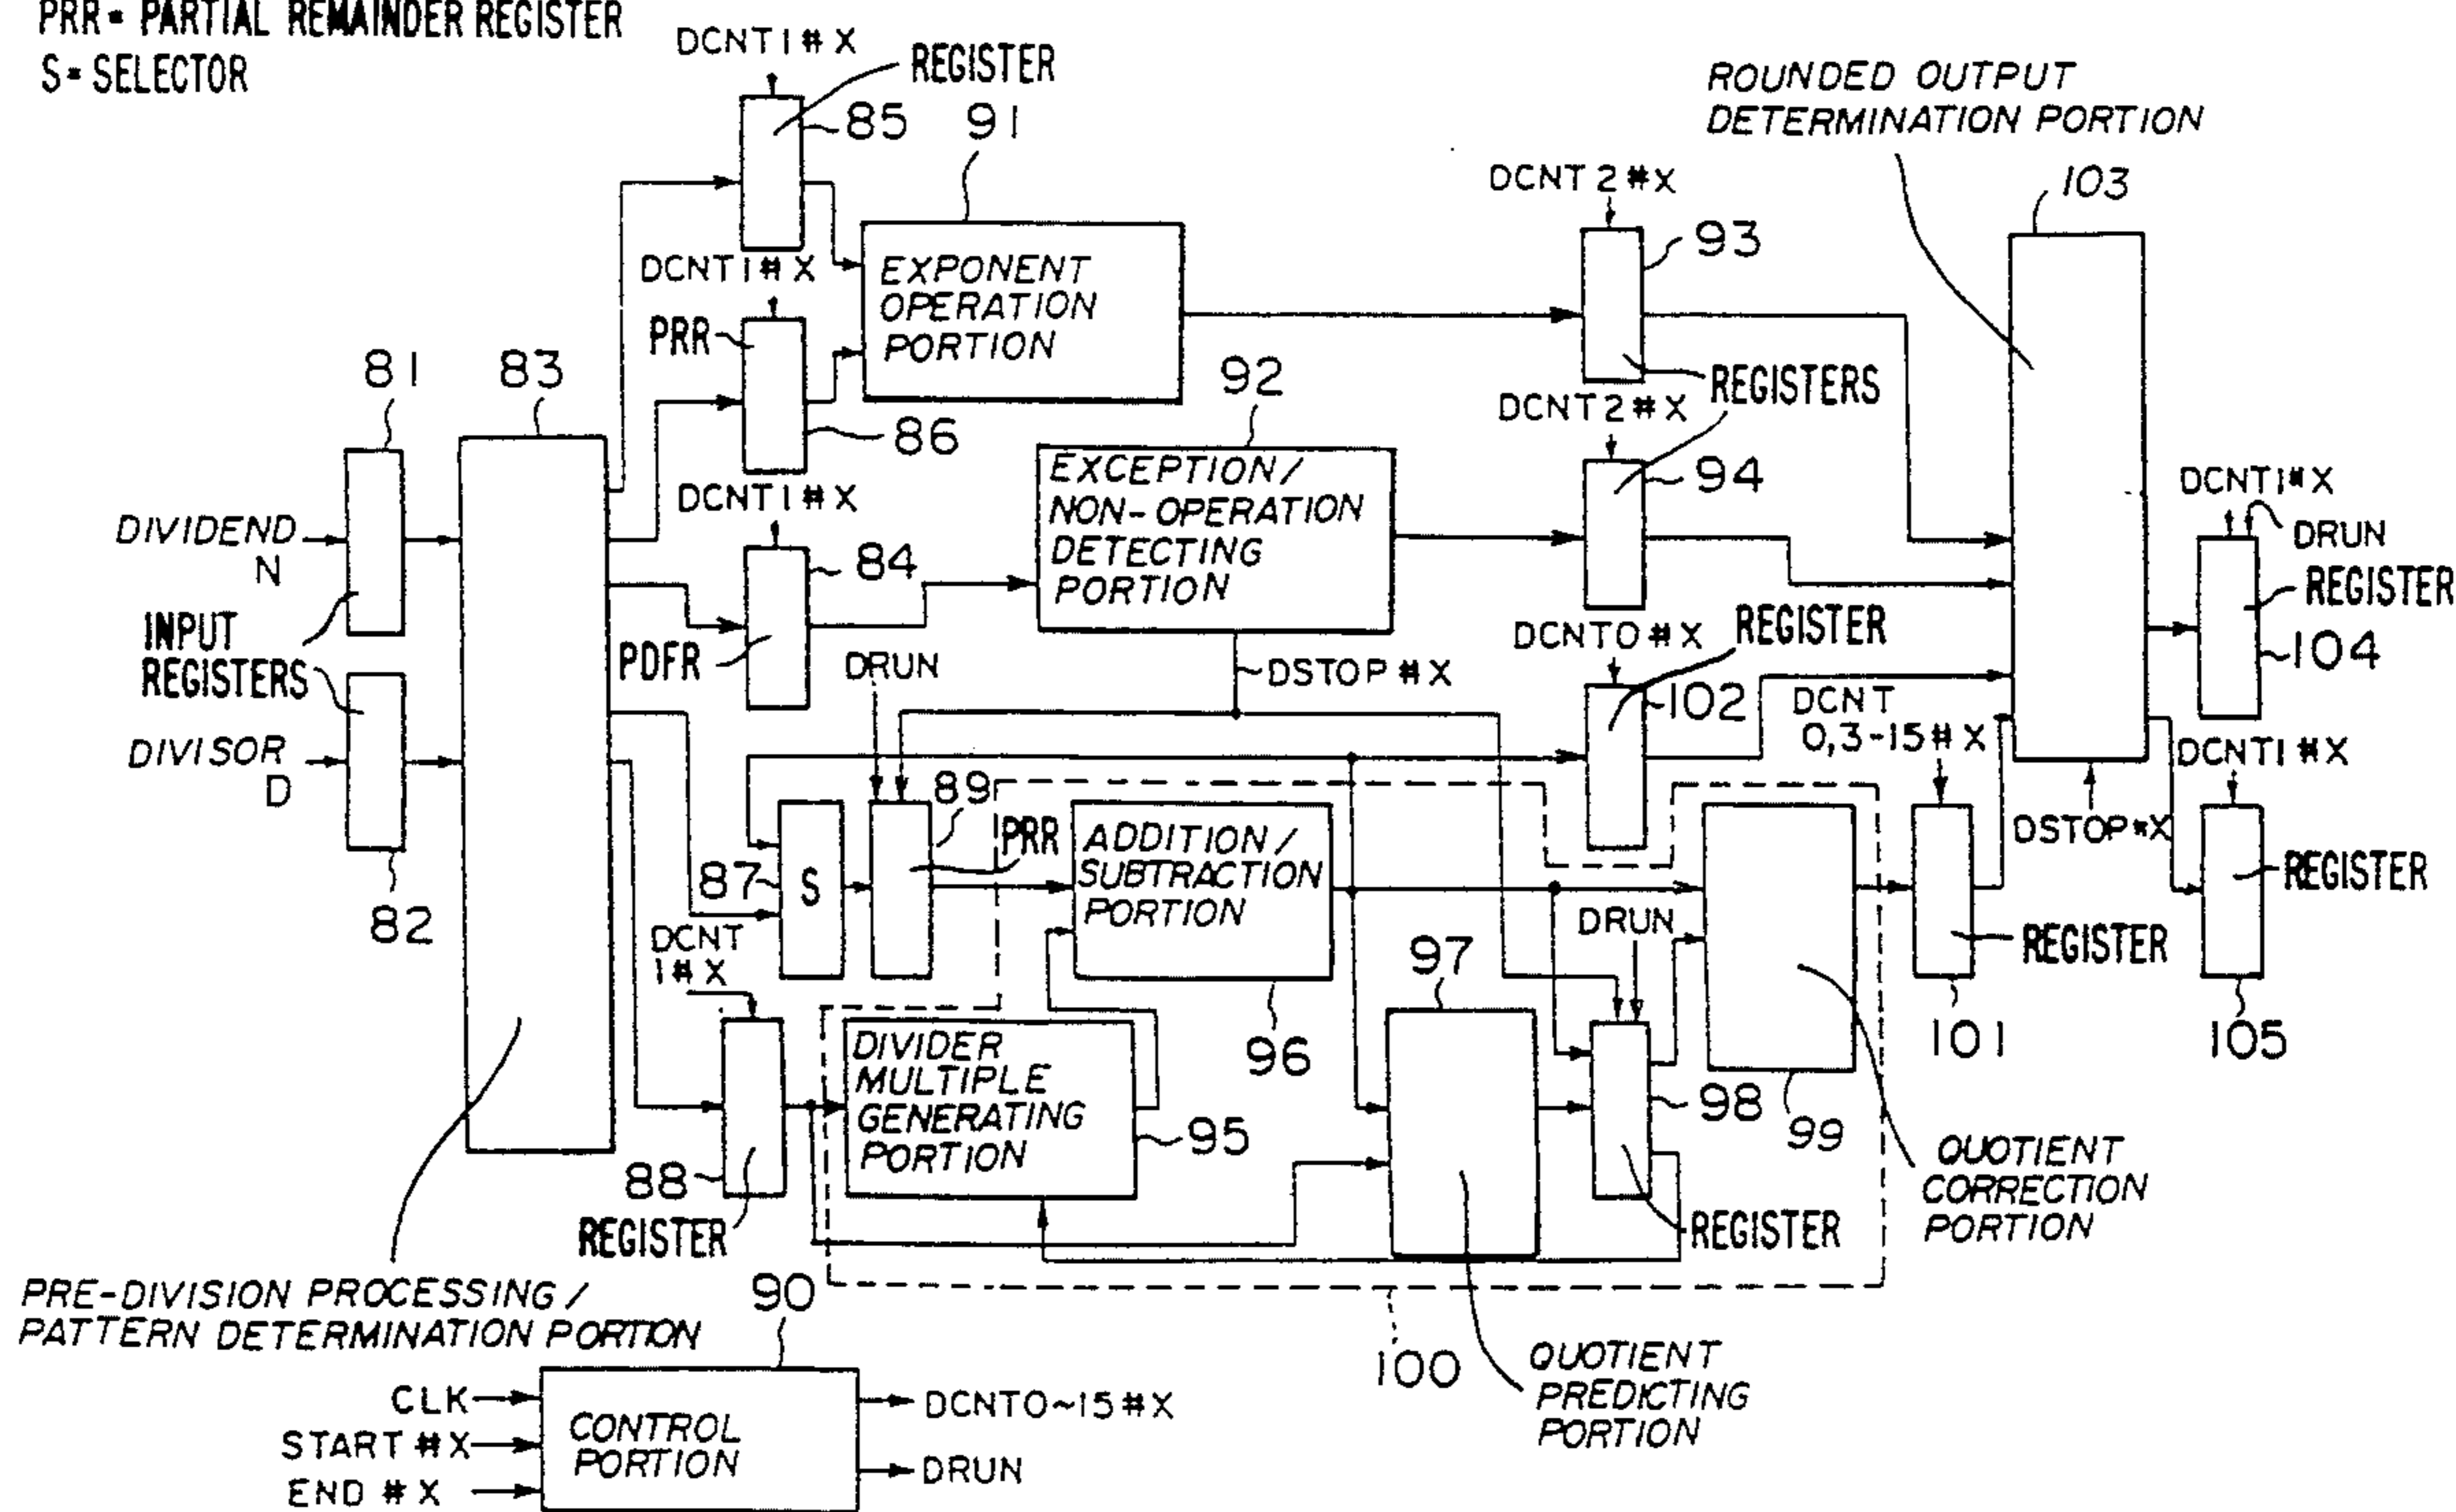 PRR = PARTIAL REMAINDER REGISTER
S = SELECTOR
DCNT1#X
REGISTER
85
91
ROUNDED OUTPUT
DETERMINATION PORTION
DCNT2#X
103
93
DCNT1#X
EXPONENT
OPERATION
PORTION
PRR
86
81
83
92
REGISTERS
DCNT2#X
DCNT1#X
EXCEPTION/
NON-OPERATION
DETECTING
PORTION
94
DCNT1#X
DRUN
REGISTER
104
DIVIDEND
N
84
INPUT
REGISTERS
PDFR
DRUN
DSTOP#X
DCNT0#X
REGISTER
102
DCNT
0,3-15#X
DIVISOR
D
82
89
PRR
ADDITION/
SUBTRACTION
PORTION
87
S
DCNT1#X
DSTOP#X
REGISTER
DCNT
1#X
DRUN
97
96
REGISTER
101
105
DIVIDER
MULTIPLE
GENERATING
PORTION
95
98
99
88
REGISTER
REGISTER
QUOTIENT
CORRECTION
PORTION
PRE-DIVISION PROCESSING/
PATTERN DETERMINATION PORTION
90
100
QUOTIENT
PREDICTING
PORTION
CLK
START#X
END#X
CONTROL
PORTION
DCNT0~15#X
DRUN